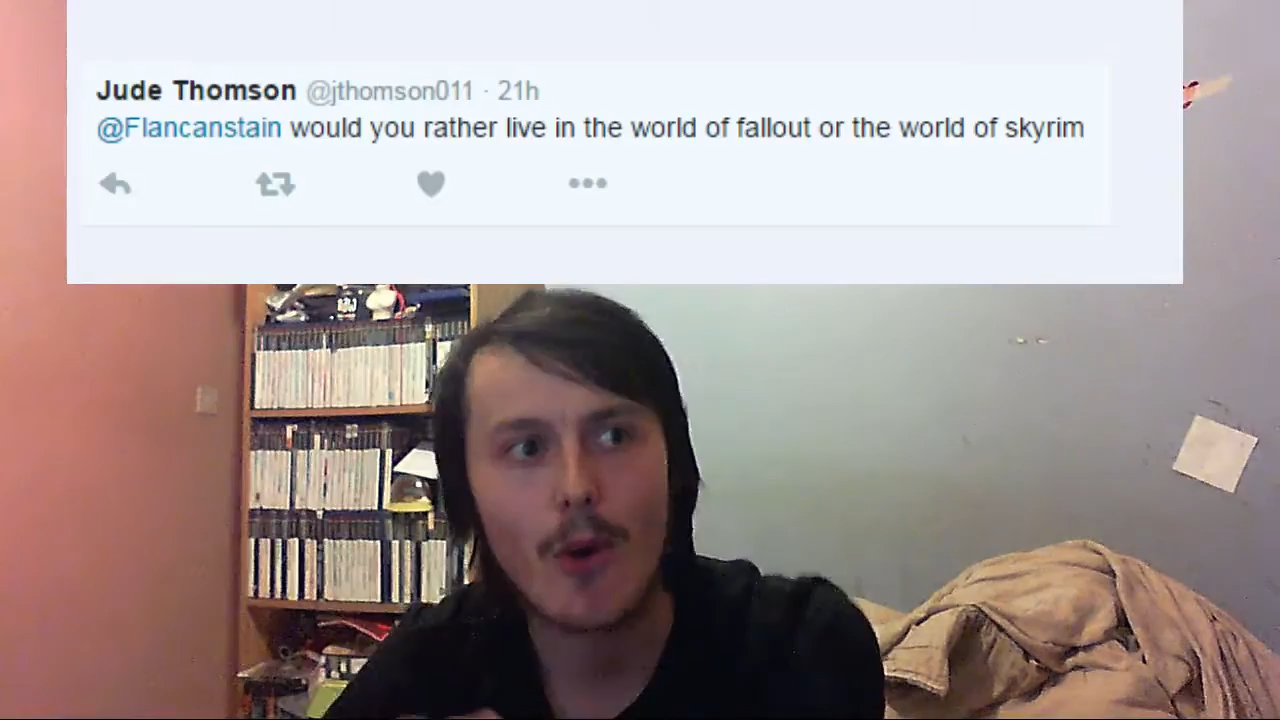 Jude Thomson @jthomson011 · 21h
@Flancanstain would you rather live in the world of fallout or the world of skyrim